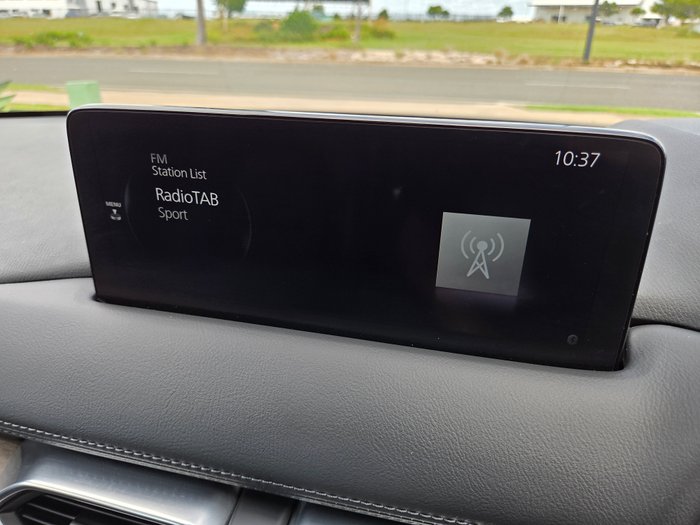 FM
Station List
10:37
RadioTAB
MENU
Sport